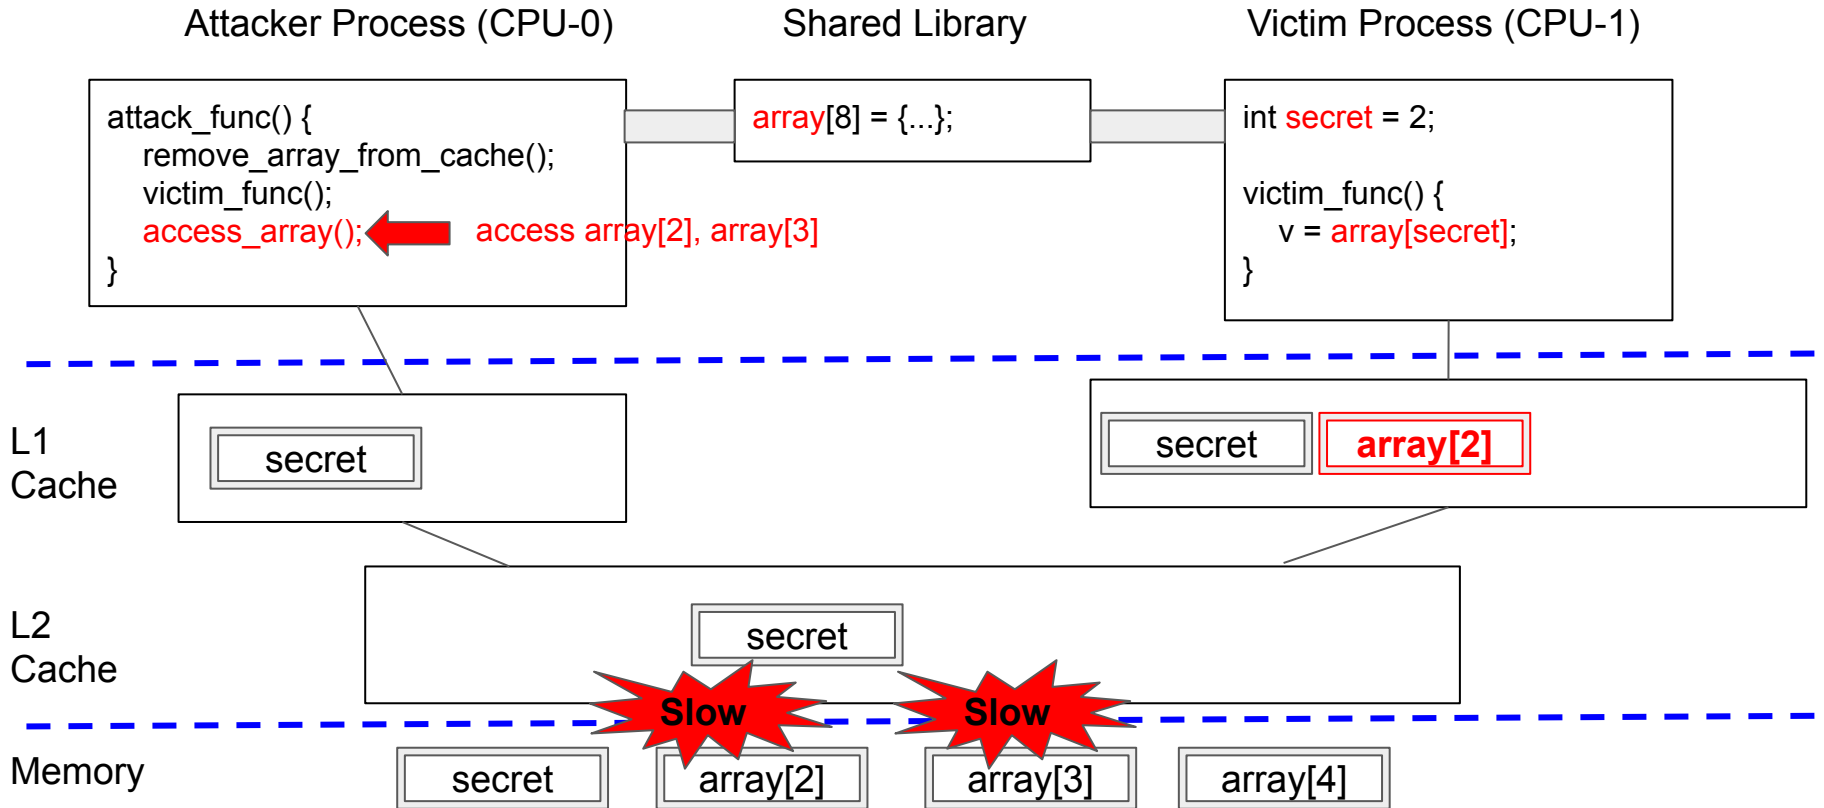 Attacker Process (CPU-0)
Shared Library
Victim Process (CPU-1)
attack_func() {
remove_array_from_cache();
victim_func();
access_array();
}
access array[2], array[3]
array[8] = {...};
int secret = 2;
victim_func() {
v = array[secret];
}
L1
Cache
secret
secret
array[2]
L2
Cache
secret
Slow
Slow
Memory
secret
array[2]
array[3]
array[4]